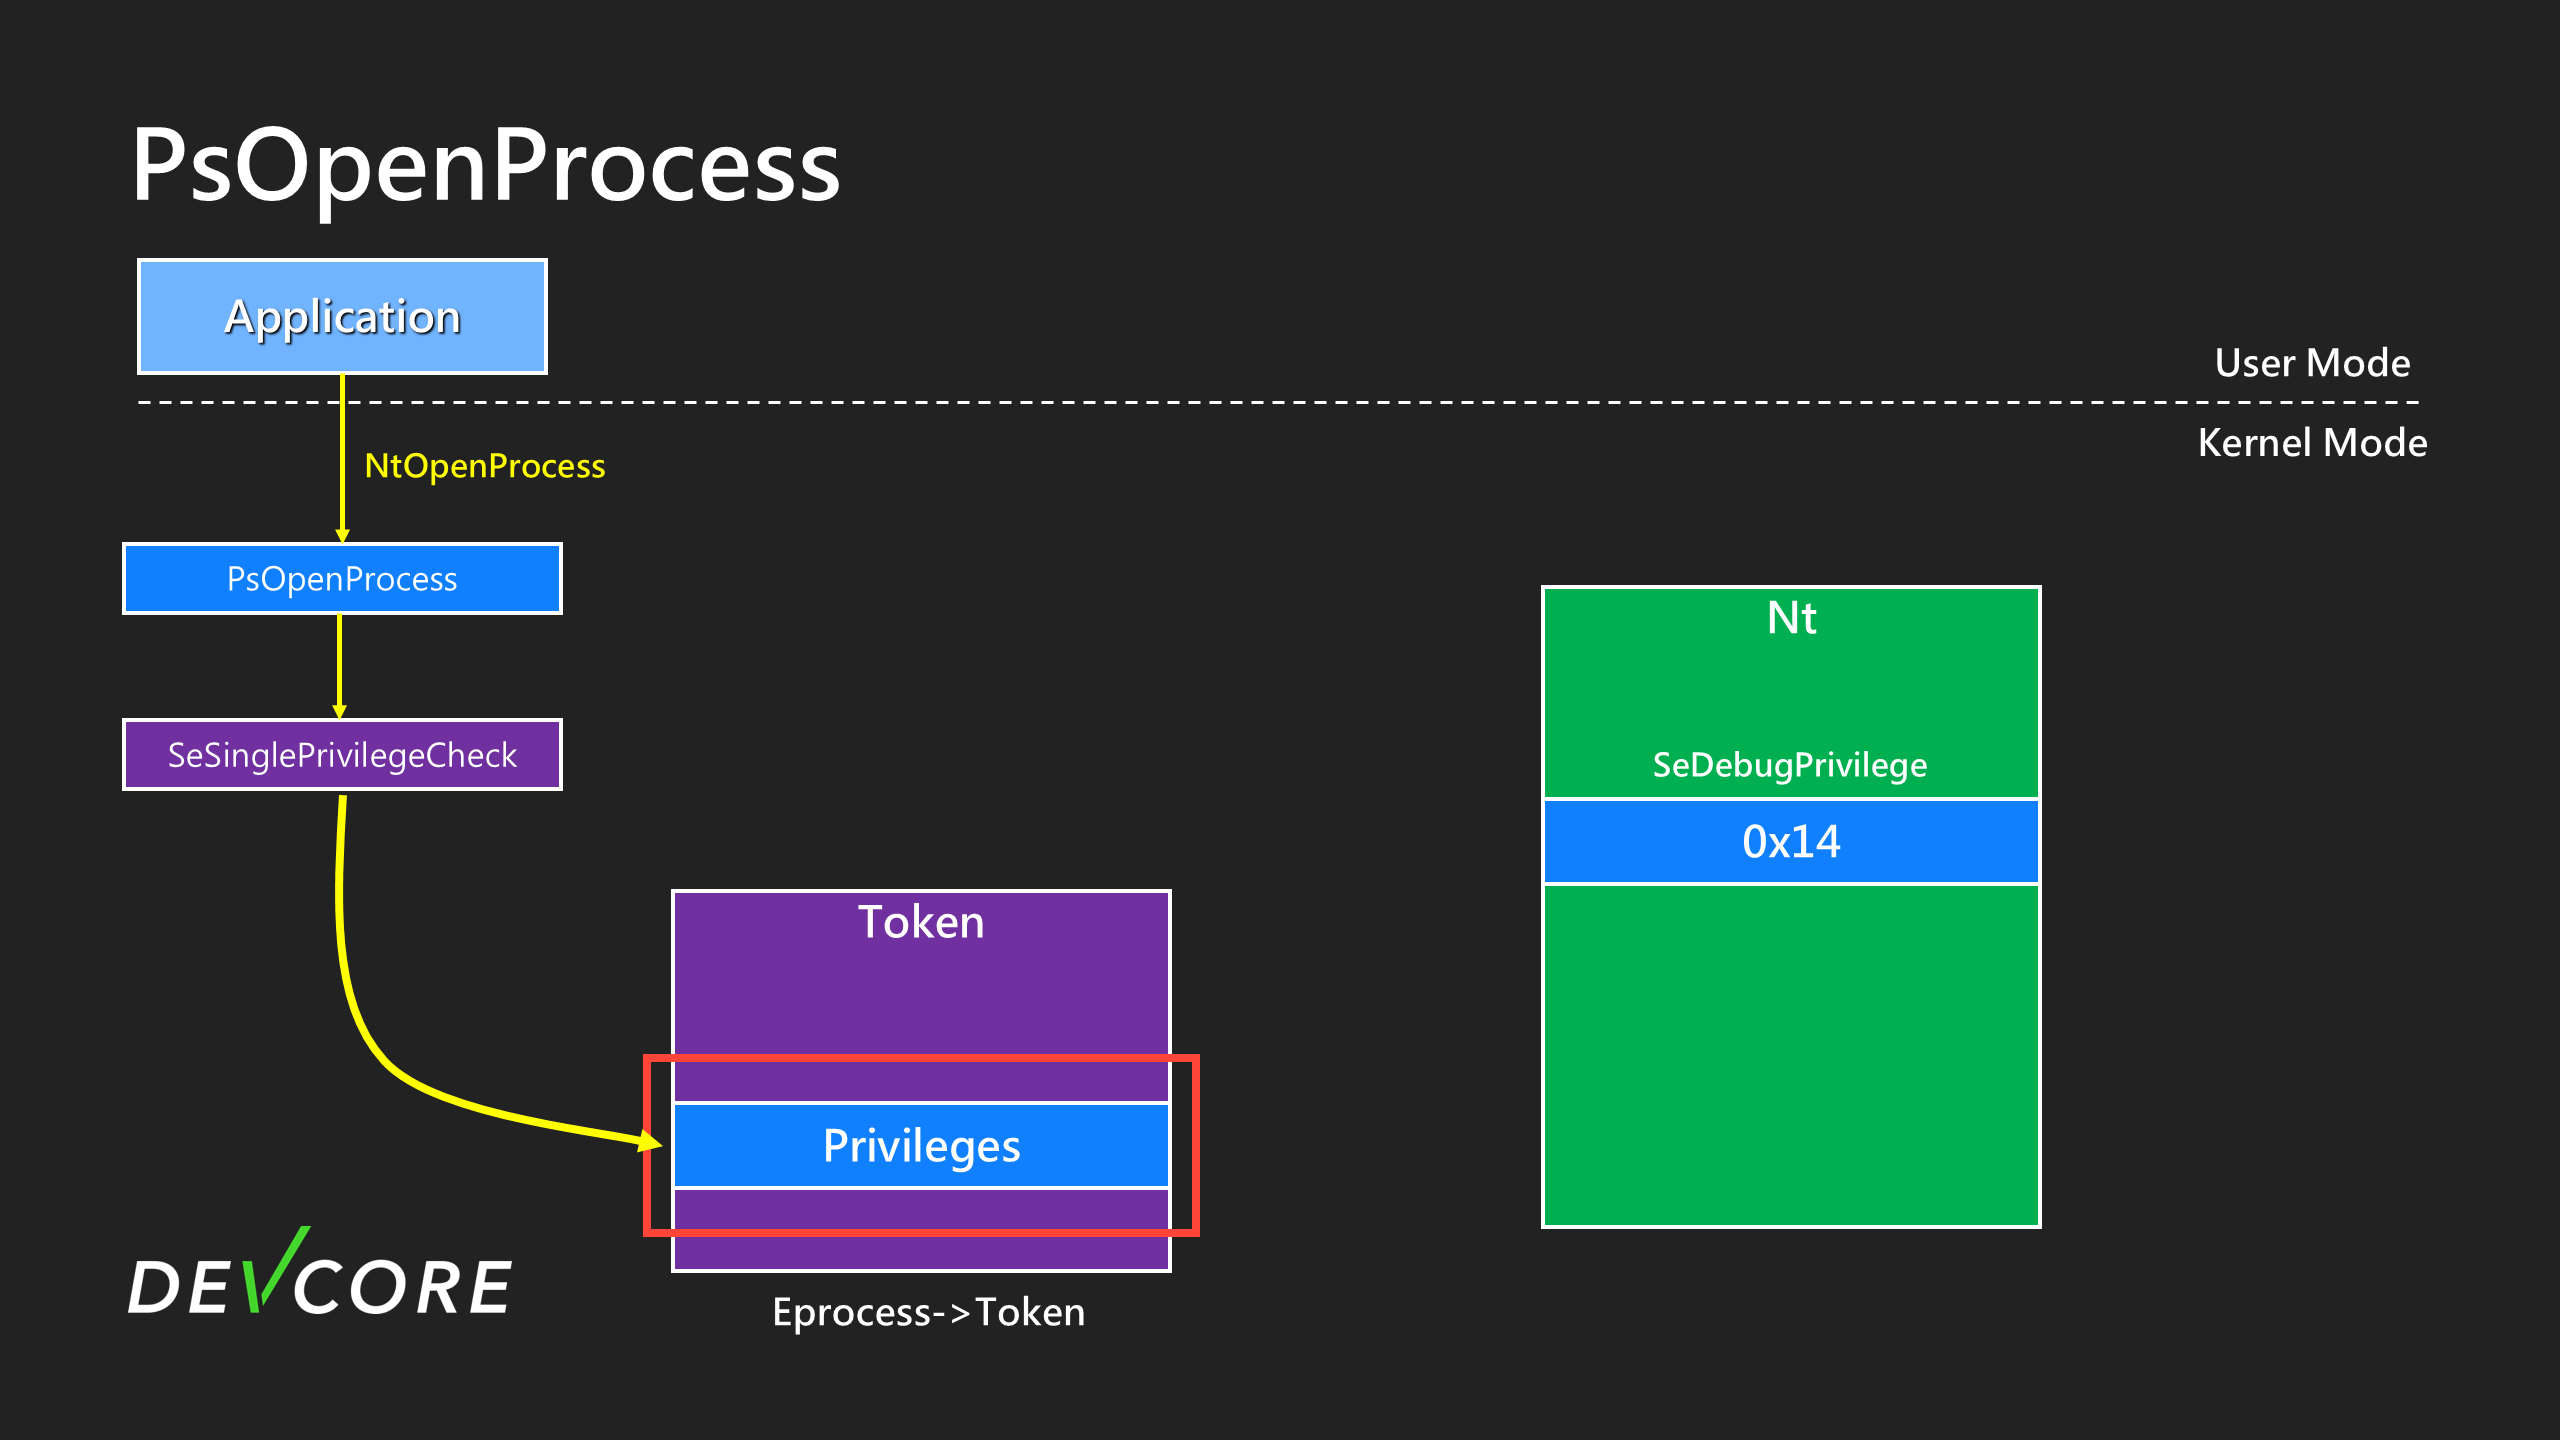 PsOpenProcess
Application
User Mode
Kernel Mode
NtOpenProcess
PsOpenProcess
SeSinglePrivilegeCheck
Nt
SeDebugPrivilege
0x14
Token
Privileges
Eprocess->Token
DEVCORE